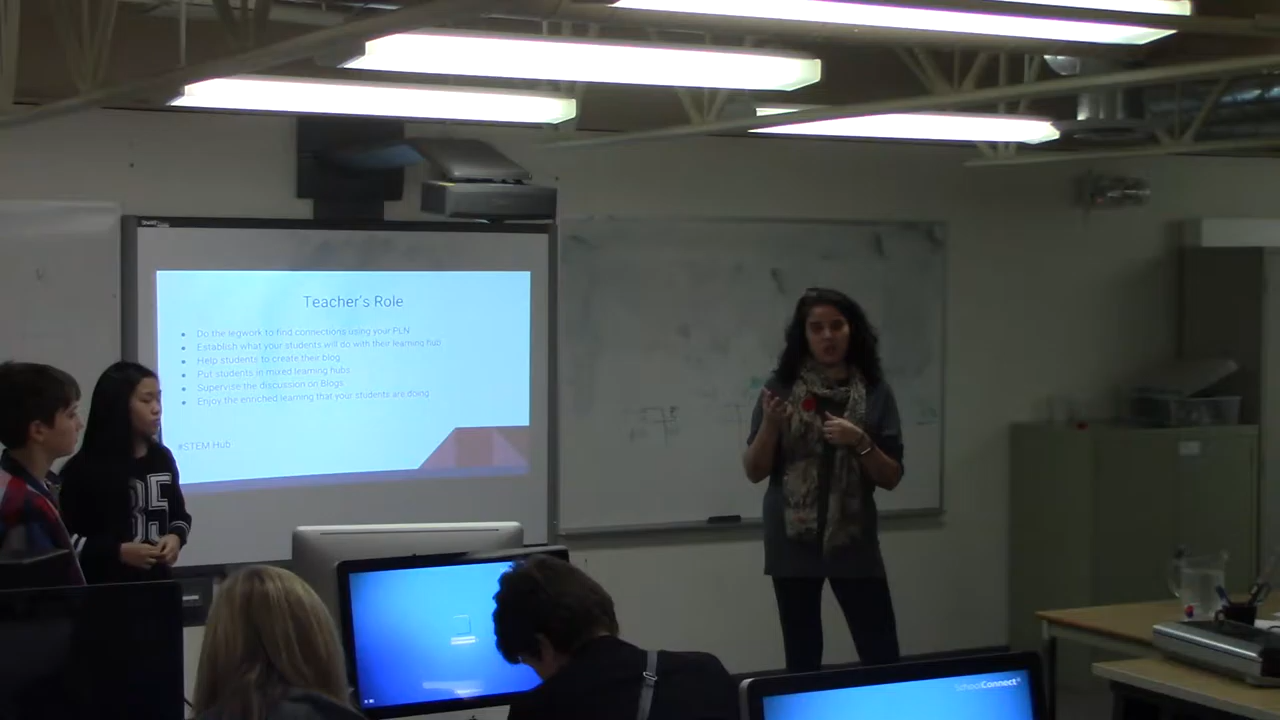 Teacher's Role
Do the legwork to find connections using your PLN
Establish what your students will do with their learning hub
Help students to create their blog
Put students in mixed learning hubs
Supervise the discussion on Blogs
Enjoy the enriched learning that your students are doing
#STEM Hub
85
SchoolConnect